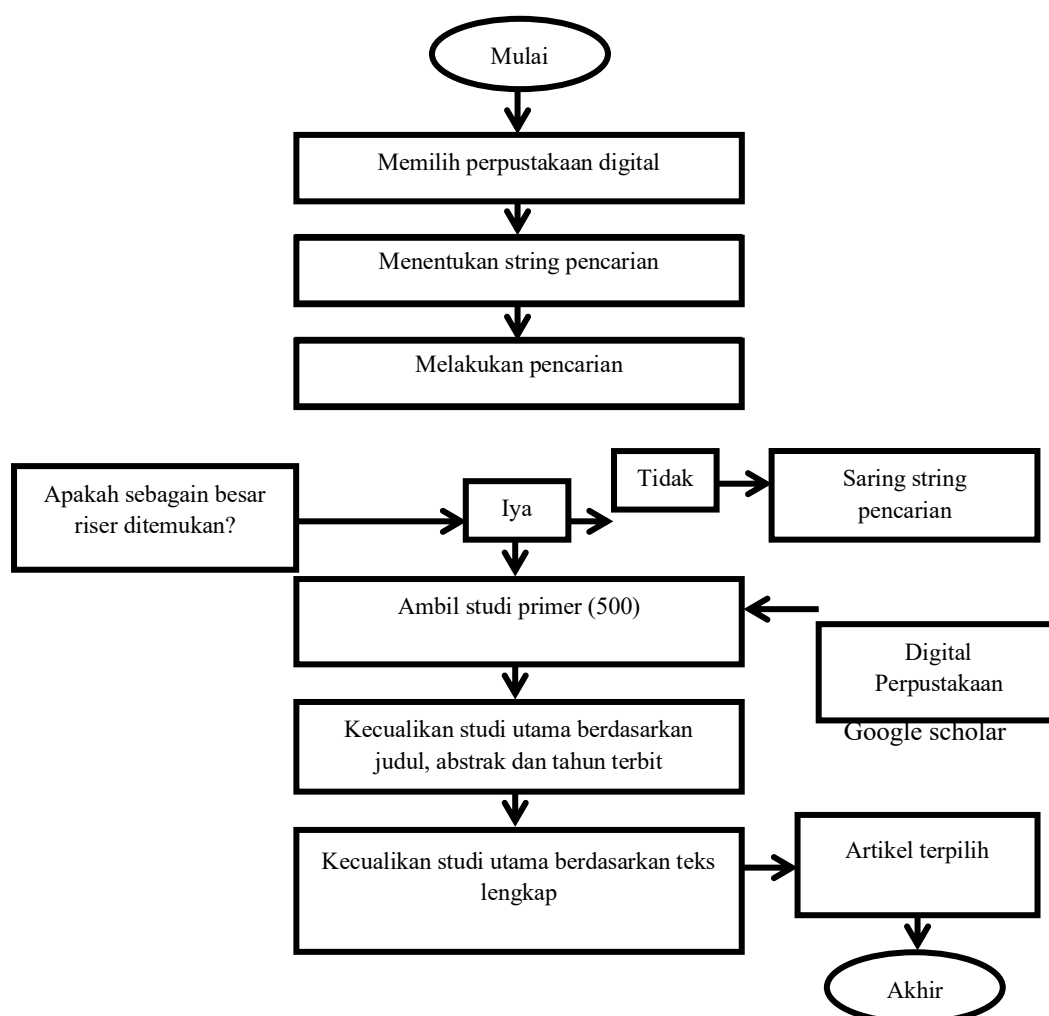 Mulai
Memilih perpustakaan digital
Menentukan string pencarian
Melakukan pencarian
Apakah sebagain besar
riser ditemukan?
Iya
Tidak
Saring string
pencarian
Ambil studi primer (500)
Digital
Perpustakaan
Google scholar
Kecualikan studi utama berdasarkan
judul, abstrak dan tahun terbit
Kecualikan studi utama berdasarkan teks
lengkap
Artikel terpilih
Akhir